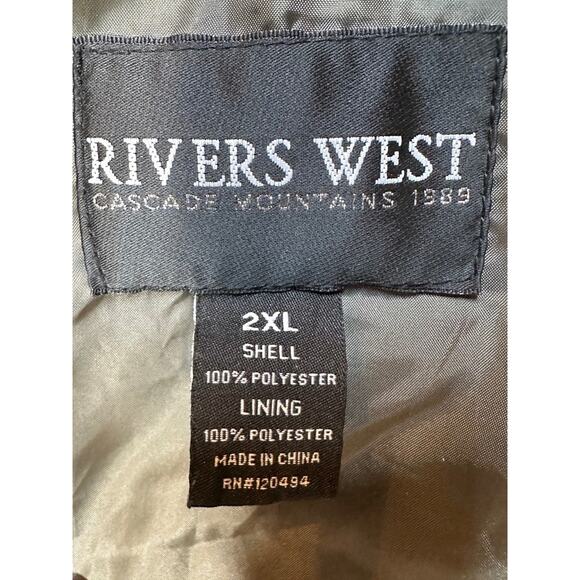 RIVERS WEST
CASCADE MOUNTAINS 1989
2XL
SHELL
100% POLYESTER
LINING
100% POLYESTER
MADE IN CHINA
RN#120494